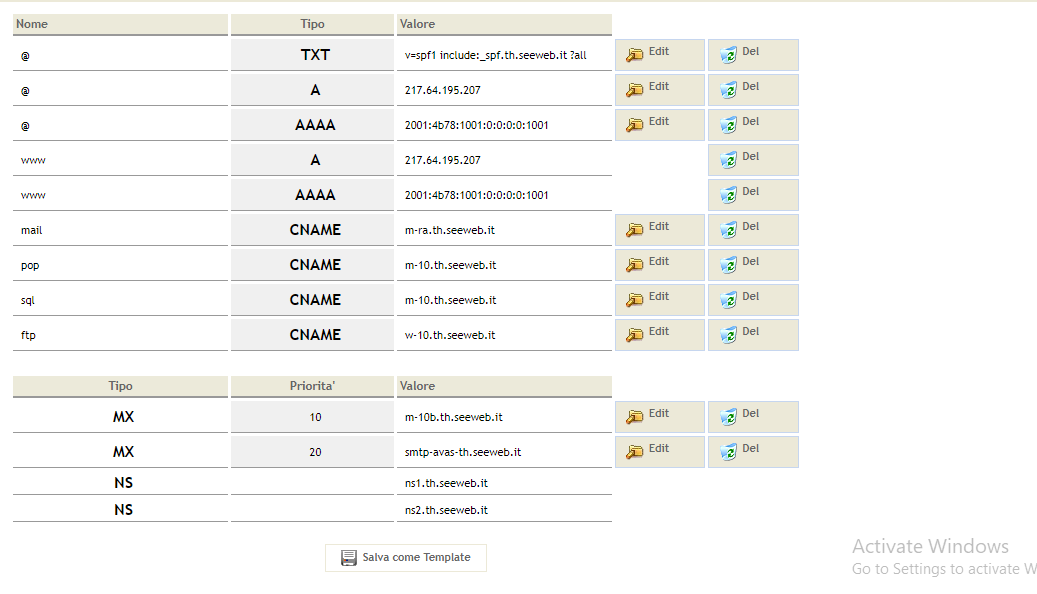 Nome Tipo Valore
@ TXT v=spf1 include:_spf.th.seeweb.it ?all Edit Del
@ A 217.64.195.207 Edit Del
@ AAAA 2001:4b78:1001:0:0:0:0:1001 Edit Del
www A 217.64.195.207 Del
www AAAA 2001:4b78:1001:0:0:0:0:1001 Del
mail CNAME m-ra.th.seeweb.it Edit Del
pop CNAME m-10.th.seeweb.it Edit Del
sql CNAME m-10.th.seeweb.it Edit Del
ftp CNAME w-10.th.seeweb.it Edit Del
Tipo Priorita' Valore
MX 10 m-10b.th.seeweb.it Edit Del
MX 20 smtp-avas-th.seeweb.it Edit Del
NS ns1.th.seeweb.it
NS ns2.th.seeweb.it
Salva come Template
Activate Windows
Go to Settings to activate W